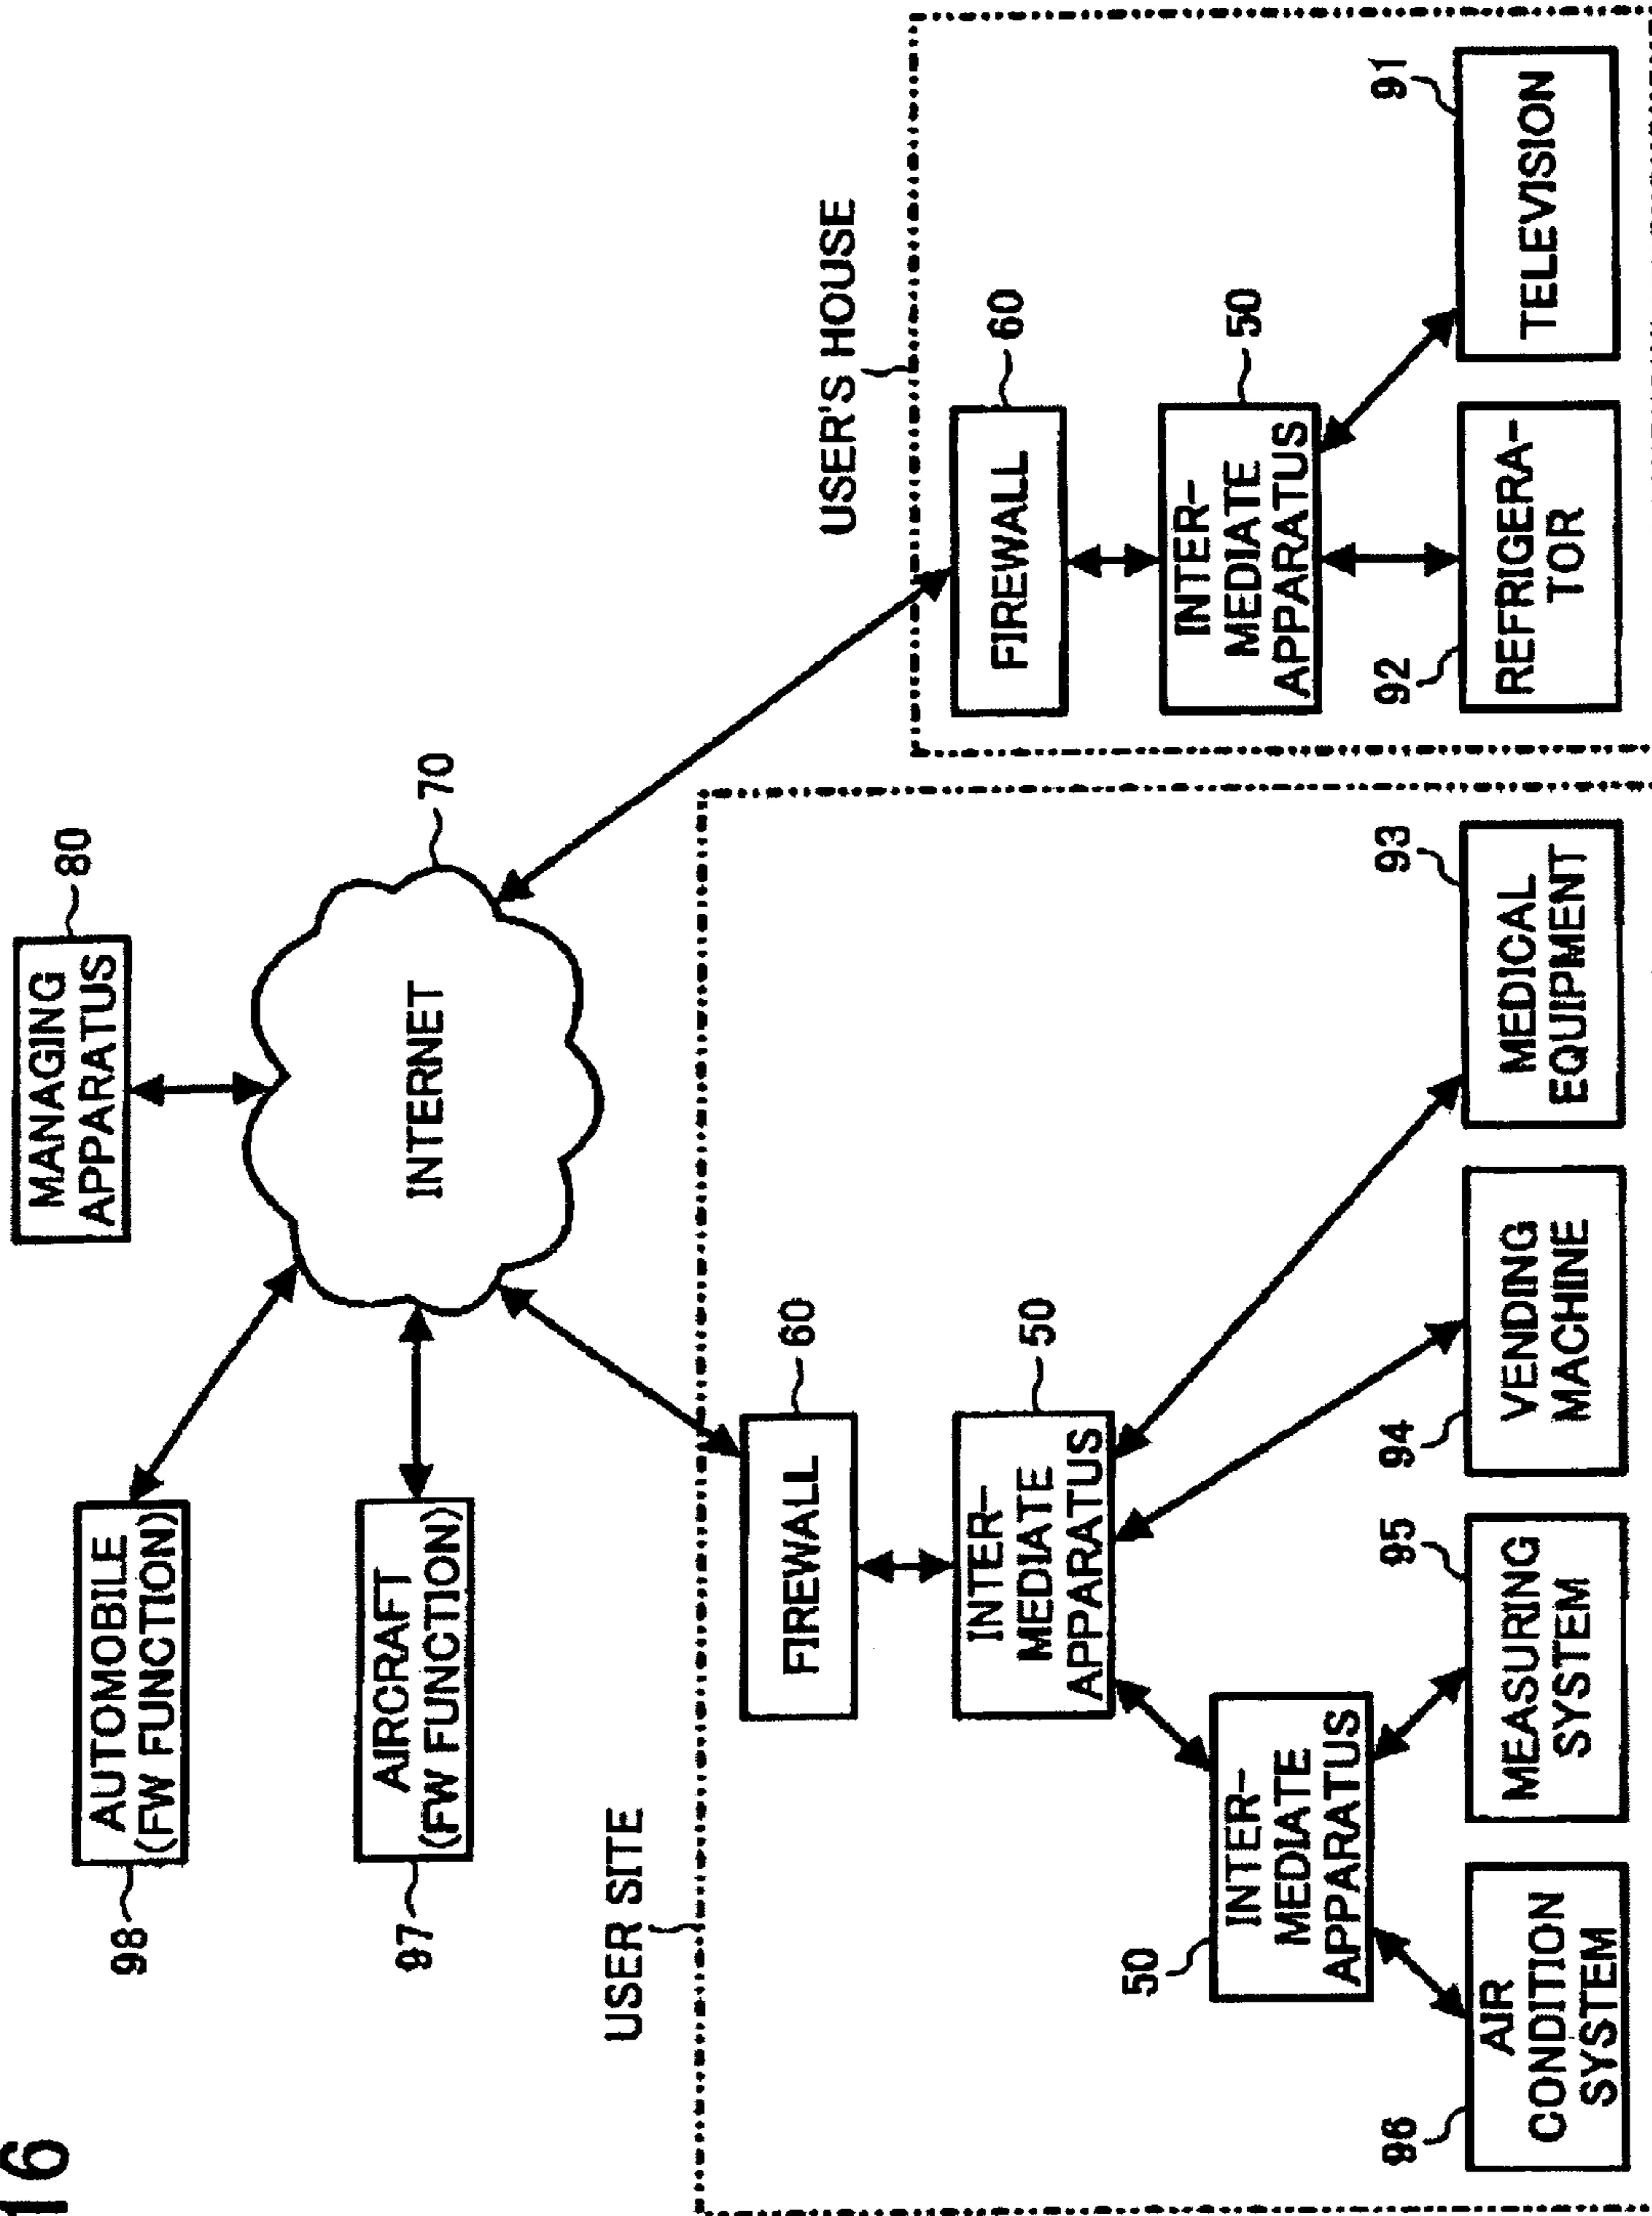 16
MANAGING
APPARATUS
80
AUTOMOBILE
(FW FUNCTION)
98
AIRCRAFT
(FW FUNCTION)
97
INTERNET
70
USER SITE
FIREWALL
60
INTER-
MEDIATE
APPARATUS
50
INTER-
MEDIATE
APPARATUS
50
AIR
CONDITION
SYSTEM
96
MEASURING
SYSTEM
95
VENDING
MACHINE
94
MEDICAL
EQUIPMENT
93
USER'S HOUSE
FIREWALL
60
INTER-
MEDIATE
APPARATUS
50
REFRIGERA-
TOR
92
TELEVISION
91